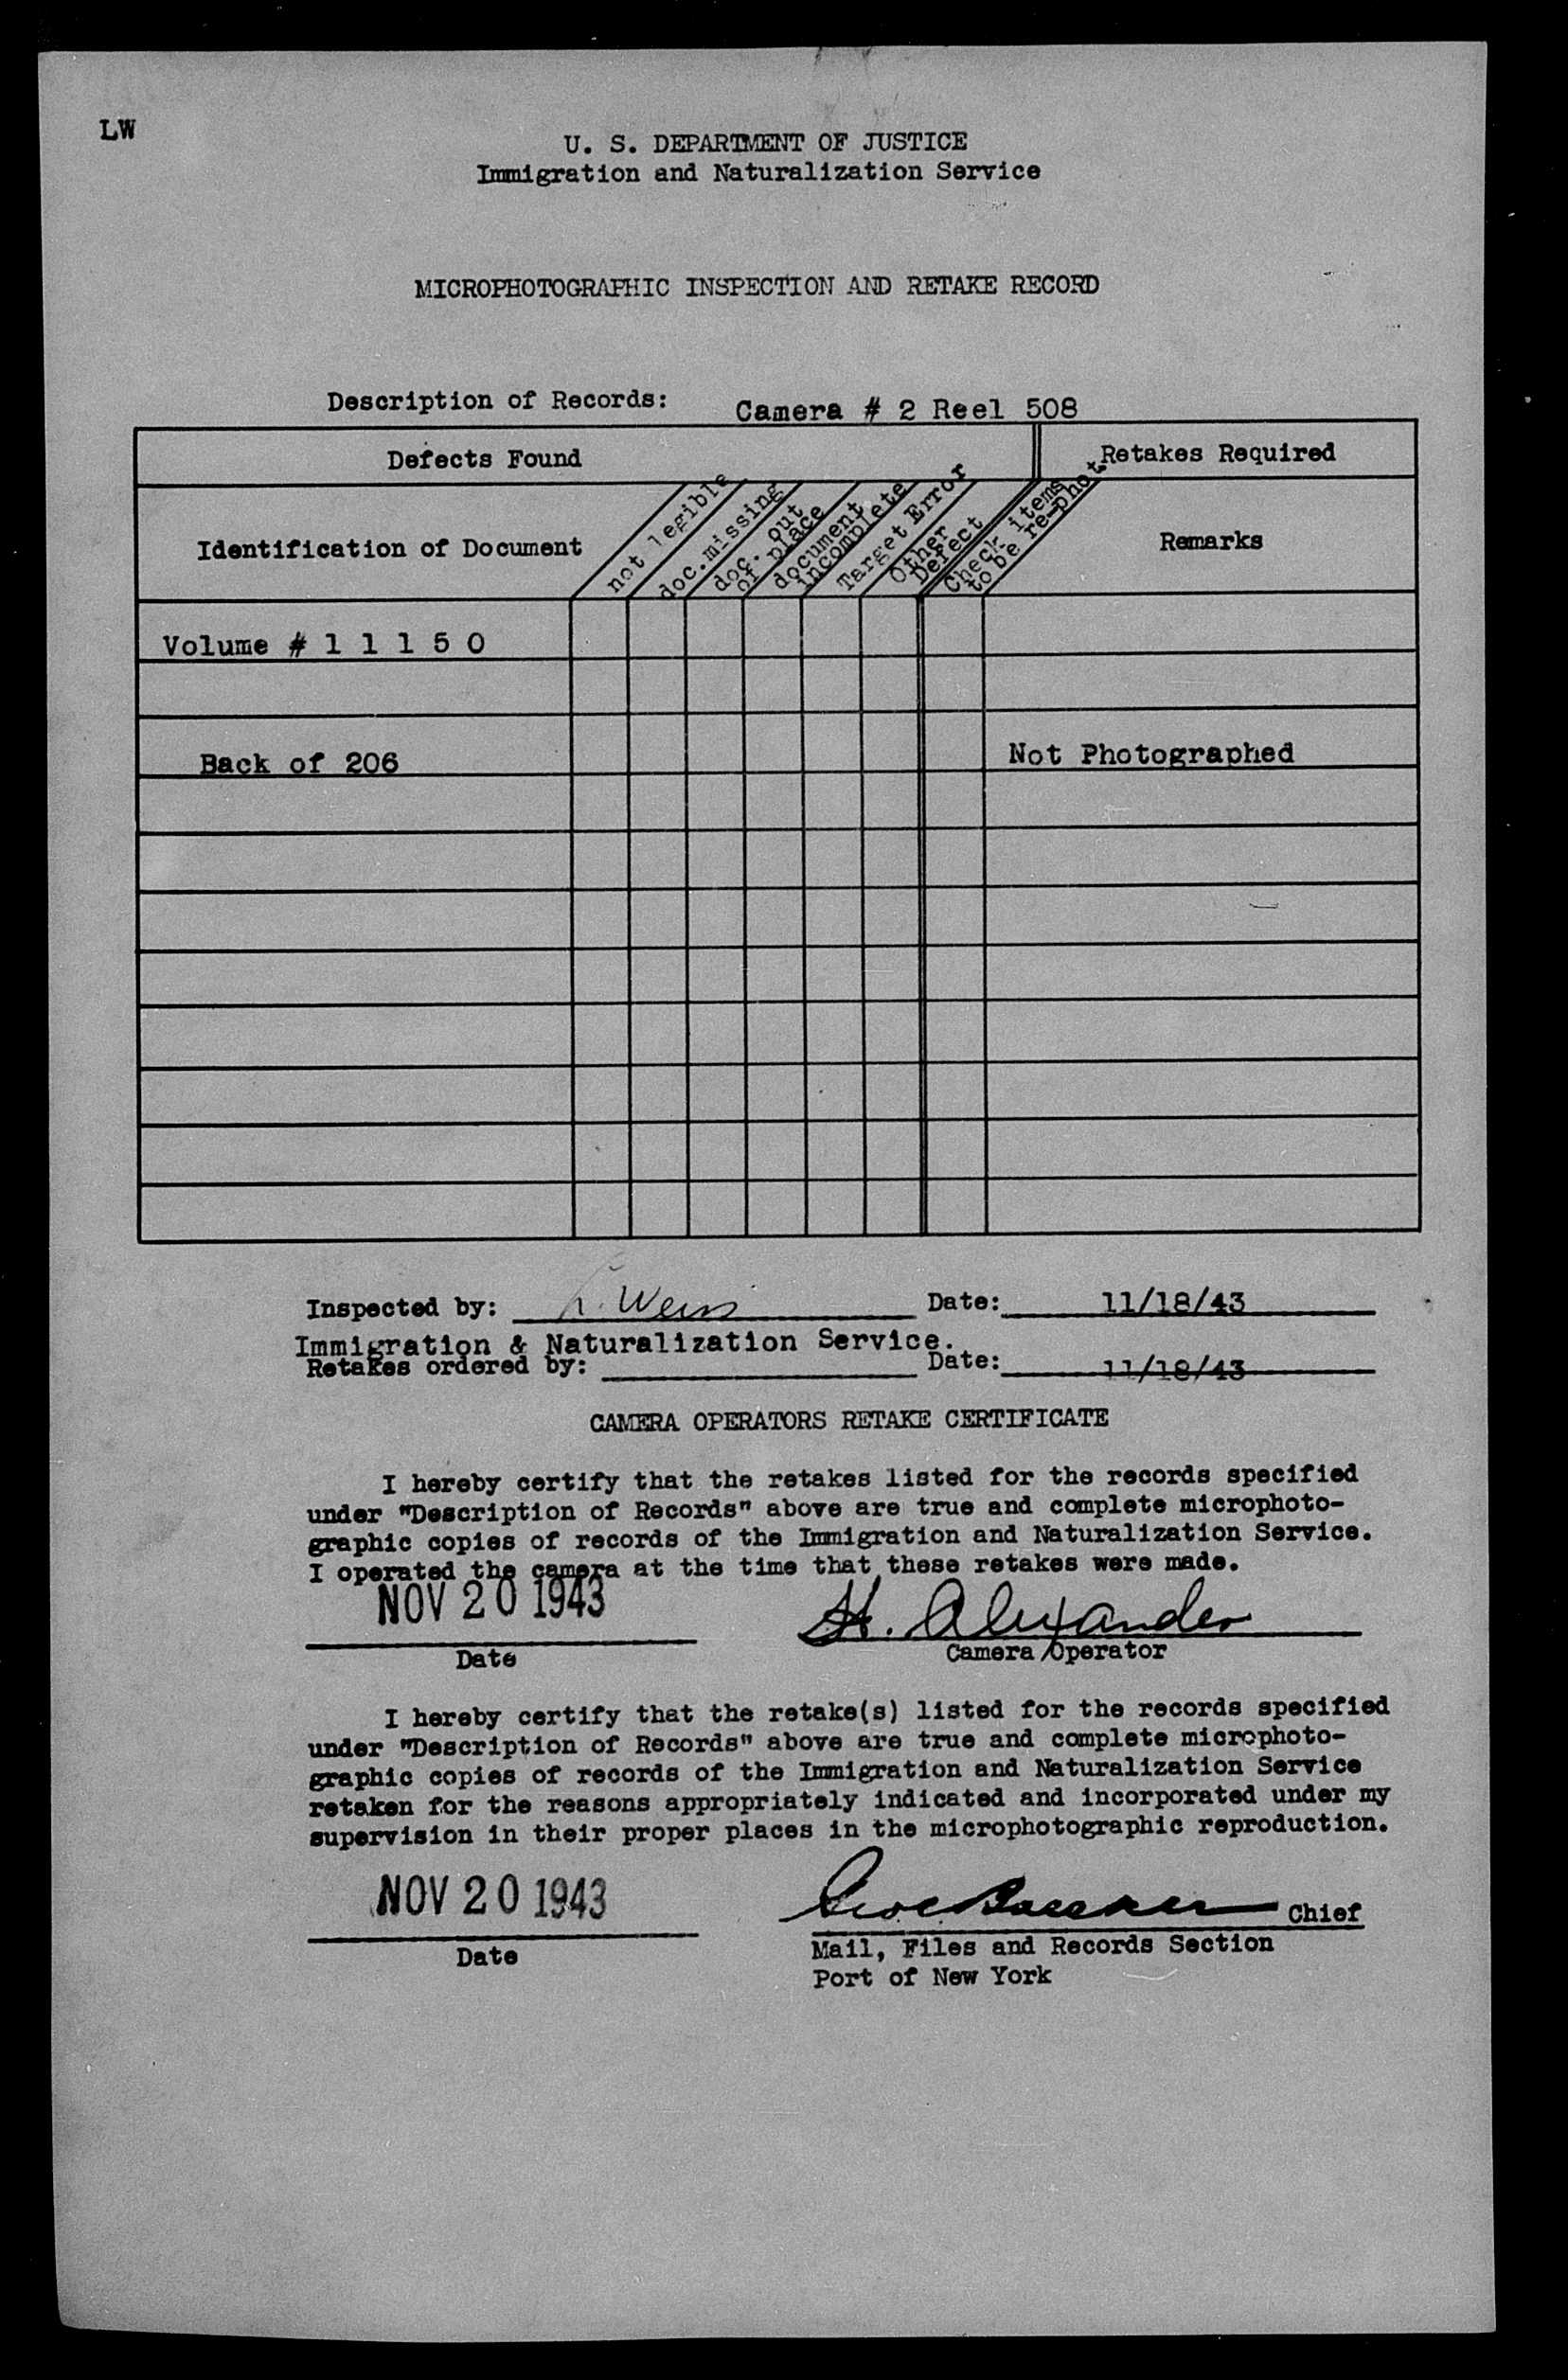 LW
U. S. DEPARTMENT OF JUSTICE
Immigration and Naturalization Service
MICROPHOTOGRAPHIC INSPECTION AND RETAKE RECORD
Description of Records: Camera # 2 Reel 508
Defects Found
Retakes Required
Identification of Document
not legible
doc.missing
doc. out
of place
document
incomplete
Target Error
Other
Defect
Check items
to be re-phot.
Remarks
Volume # 1 1 1 5 0
Back of 206 Not Photographed
Inspected by: L. Weiss Date: 11/18/43
Immigration & Naturalization Service.
Retakes ordered by: Date: 11/18/43
CAMERA OPERATORS RETAKE CERTIFICATE
I hereby certify that the retakes listed for the records specified
under "Description of Records" above are true and complete microphoto-
graphic copies of records of the Immigration and Naturalization Service.
I operated the camera at the time that these retakes were made.
NOV 20 1943 H. Alexander
Date Camera Operator
I hereby certify that the retake(s) listed for the records specified
under "Description of Records" above are true and complete microphoto-
graphic copies of records of the Immigration and Naturalization Service
retaken for the reasons appropriately indicated and incorporated under my
supervision in their proper places in the microphotographic reproduction.
NOV 20 1943 Chief
Date Mail, Files and Records Section
Port of New York